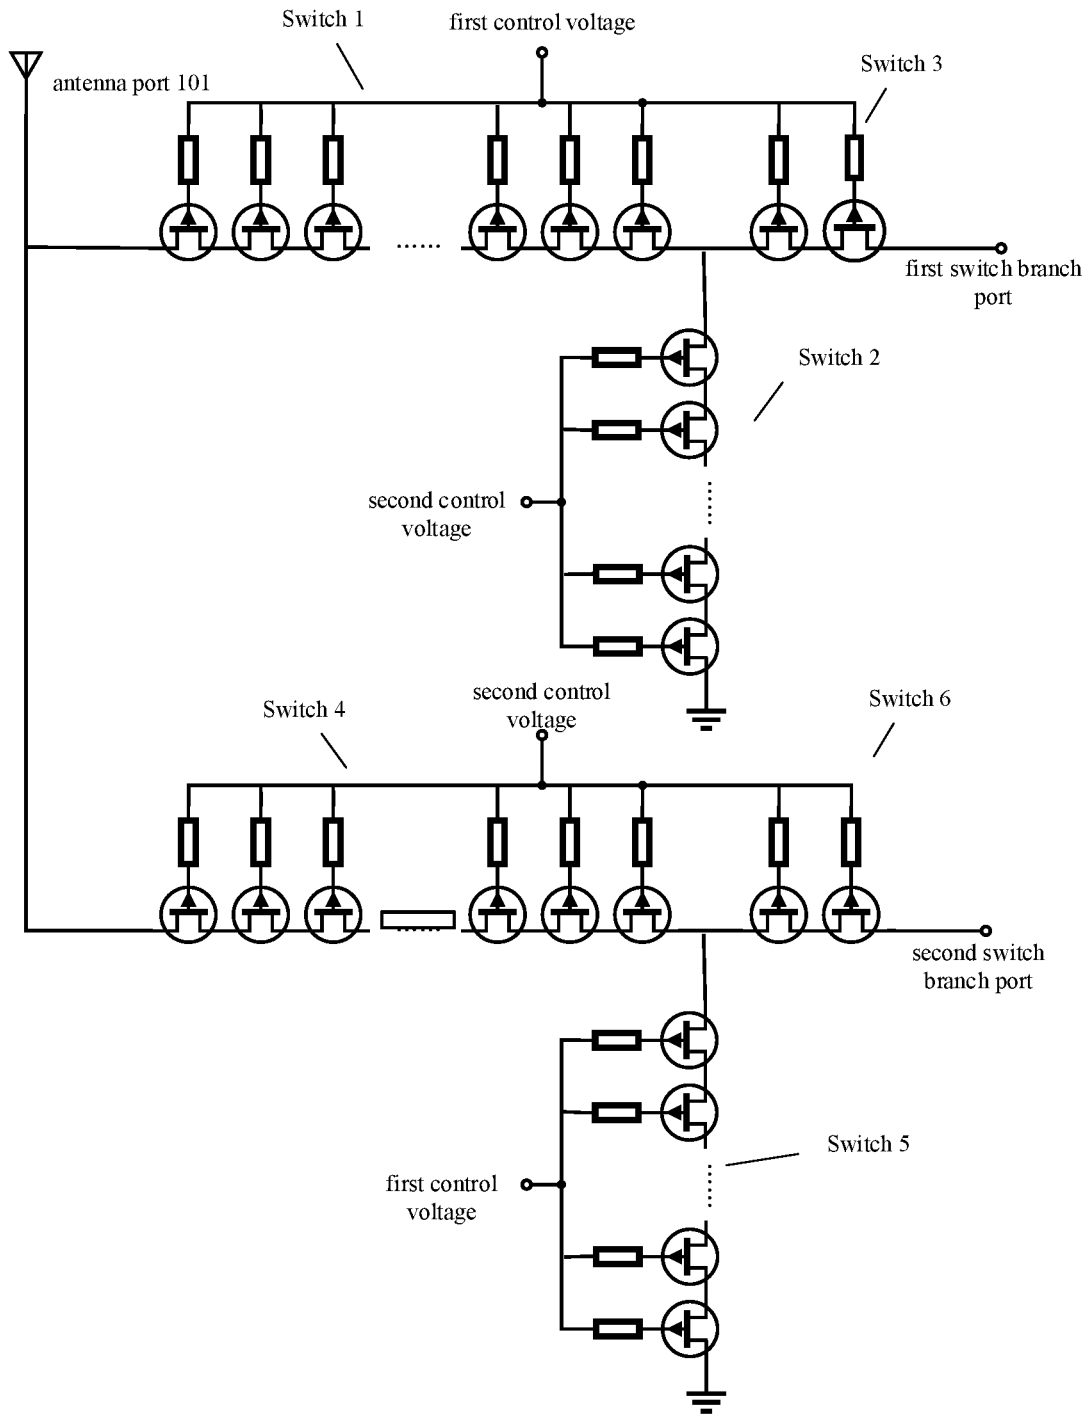 Switch 1
first control voltage
antenna port 101
Switch 3
first switch branch
port
Switch 2
second control
voltage
second control
voltage
Switch 4
Switch 6
second switch
branch port
Switch 5
first control
voltage